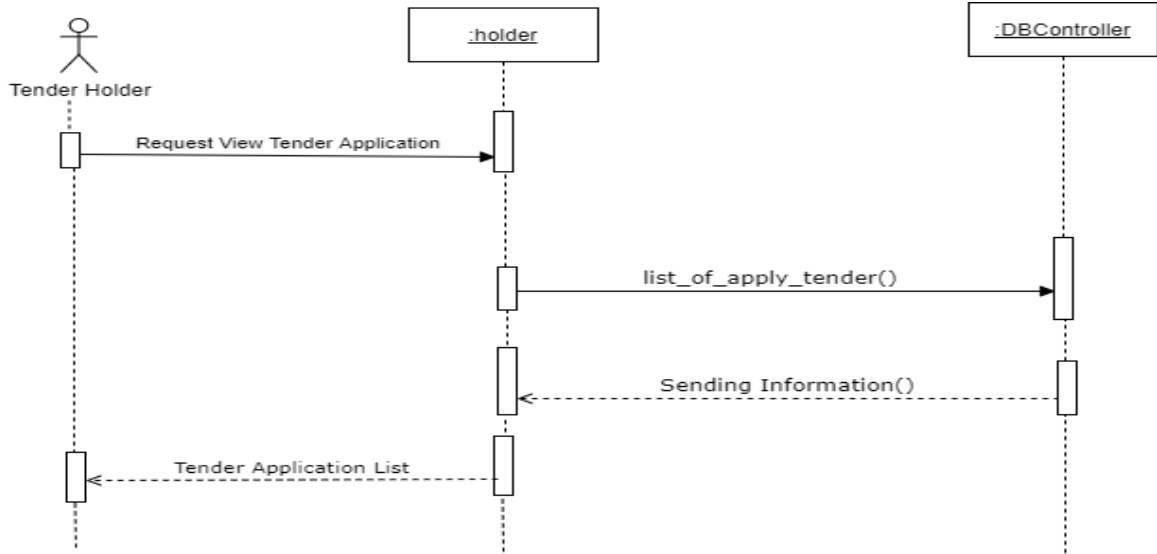 :holder
:DBController
Tender Holder
Request View Tender Application
list_of_apply_tender()
Sending Information()
Tender Application List